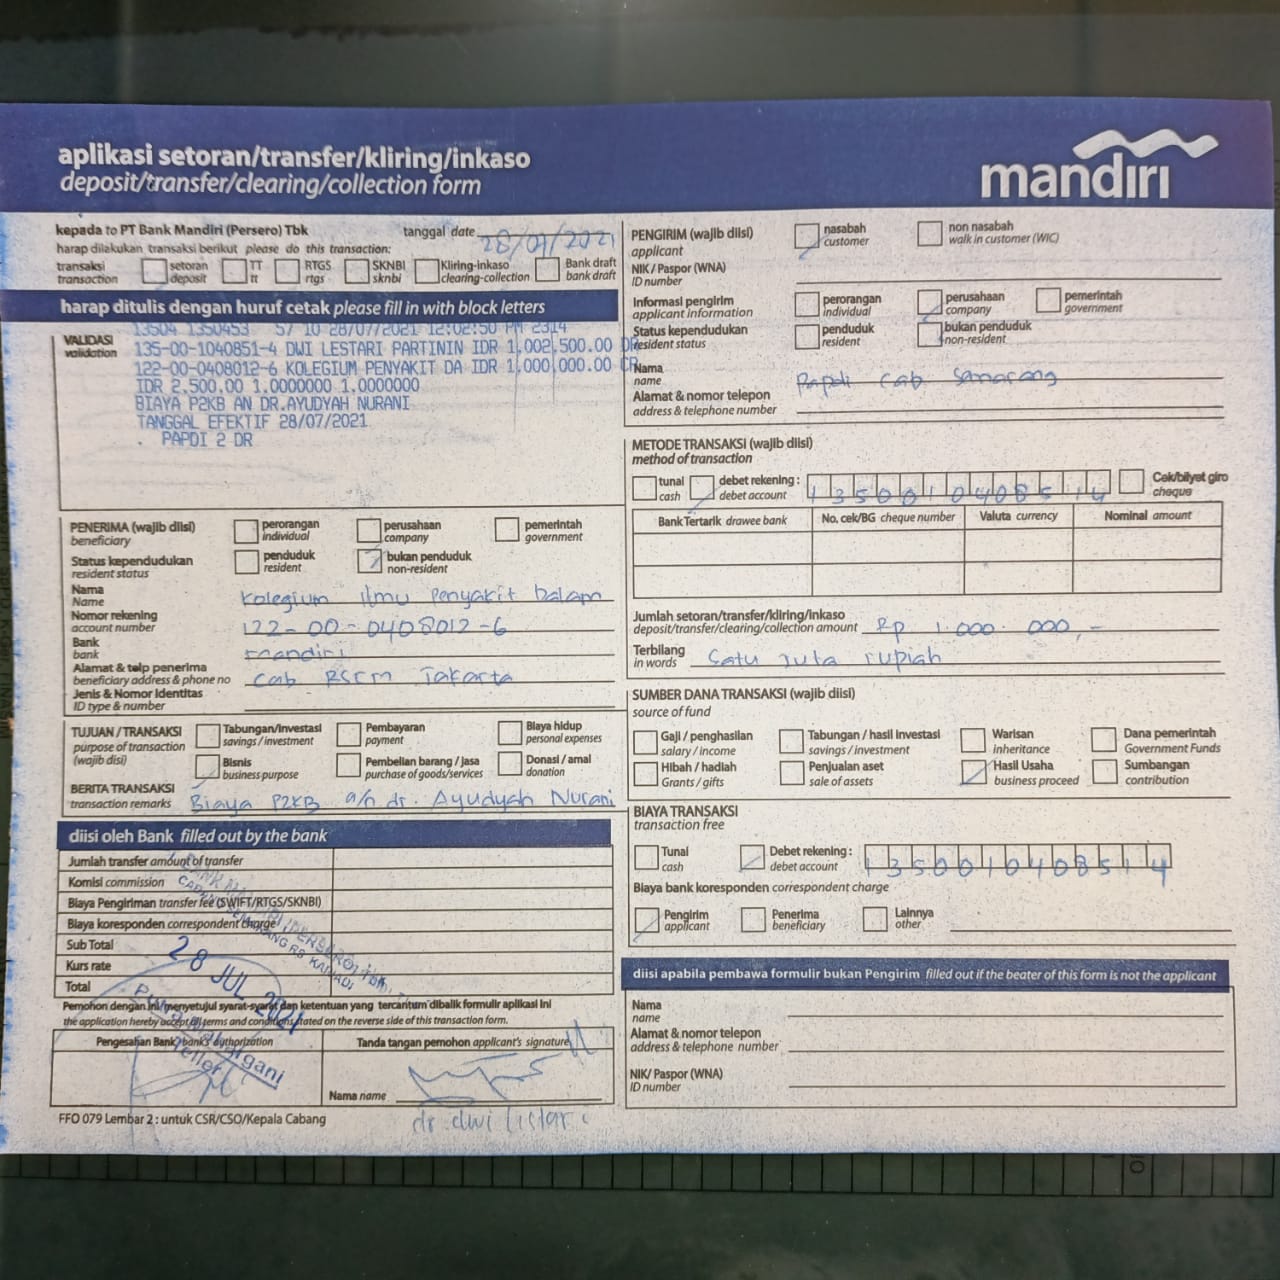 aplikasi setoran/transfer/kliring/inkaso
deposit/transfer/clearing/collection form
mandiri
kepada to PT Bank Mandiri (Persero) Tbk
tanggal date 28/07/2021
harap dilakukan transaksi berikut please do this transaction:
transaksi transaction
setoran deposit
TT tt
RTGS rtgs
SKNBI sknbi
Kliring-inkaso clearing-collection
Bank draft bank draft
harap ditulis dengan huruf cetak please fill in with block letters
VALIDASI validation
13504 1350453 57 10 28/07/2021 12:02:50 PM 2314
135-00-1040851-4 DWI LESTARI PARTININ IDR 1,002,500.00 DR
122-00-0408012-6 KOLEGIUM PENYAKIT DA IDR 1,000,000.00 CR
IDR 2,500.00 1.0000000 1.0000000
BIAYA P2KB AN DR.AYUDYAH NURANI
TANGGAL EFEKTIF 28/07/2021
. PAPDI 2 DR
PENERIMA (wajib diisi)
beneficiary
perorangan individual
perusahaan company
pemerintah government
Status kependudukan
resident status
penduduk resident
bukan penduduk non-resident
Nama
Name
Kolegium Ilmu Penyakit Dalam
Nomor rekening
account number
122-00-0408012-6
Bank
bank
Mandiri
Alamat & telp penerima
beneficiary address & phone no
cab RSCM Jakarta
Jenis & Nomor Identitas
ID type & number
TUJUAN / TRANSAKSI
purpose of transaction
(wajib disi)
Tabungan/Investasi savings / investment
Pembayaran payment
Biaya hidup personal expenses
Bisnis business purpose
Pembelian barang / jasa purchase of goods/services
Donasi / amal donation
BERITA TRANSAKSI
transaction remarks
Biaya P2KB a/n dr. Ayudyah Nurani
diisi oleh Bank filled out by the bank
Jumlah transfer amount of transfer
Komisi commission
Biaya Pengiriman transfer fee (SWIFT/RTGS/SKNBI)
Biaya koresponden correspondent charge
Sub Total
Kurs rate
Total
28 JUL 2021
Teller
Pemohon dengan ini menyetujui syarat-syarat dan ketentuan yang tercantum dibalik formulir aplikasi ini
the application hereby accept all terms and conditions stated on the reverse side of this transaction form.
Pengesahan Bank bank's authorization
Tanda tangan pemohon applicant's signature
Nama name
dr dwi listari
FFO 079 Lembar 2 : untuk CSR/CSO/Kepala Cabang
PENGIRIM (wajib diisi)
applicant
nasabah customer
non nasabah walk in customer (WIC)
NIK / Paspor (WNA)
ID number
Informasi pengirim
applicant information
perorangan individual
perusahaan company
pemerintah government
Status kependudukan
resident status
penduduk resident
bukan penduduk non-resident
Nama
name
Papdi cab Semarang
Alamat & nomor telepon
address & telephone number
METODE TRANSAKSI (wajib diisi)
method of transaction
tunai cash
debet rekening : debet account
1350010408514
Cek/bilyet giro cheque
Bank Tertarik drawee bank
No. cek/BG cheque number
Valuta currency
Nominal amount
Jumlah setoran/transfer/kliring/inkaso
deposit/transfer/clearing/collection amount
Rp 1.000.000,-
Terbilang
in words
Satu juta rupiah
SUMBER DANA TRANSAKSI (wajib diisi)
source of fund
Gaji / penghasilan salary / income
Tabungan / hasil investasi savings / investment
Warisan inheritance
Dana pemerintah Government Funds
Hibah / hadiah Grants / gifts
Penjualan aset sale of assets
Hasil Usaha business proceed
Sumbangan contribution
BIAYA TRANSAKSI
transaction free
Tunai cash
Debet rekening : debet account
1350010408514
Biaya bank koresponden correspondent charge
Pengirim applicant
Penerima beneficiary
Lainnya other
diisi apabila pembawa formulir bukan Pengirim filled out if the beater of this form is not the applicant
Nama
name
Alamat & nomor telepon
address & telephone number
NIK/ Paspor (WNA)
ID number